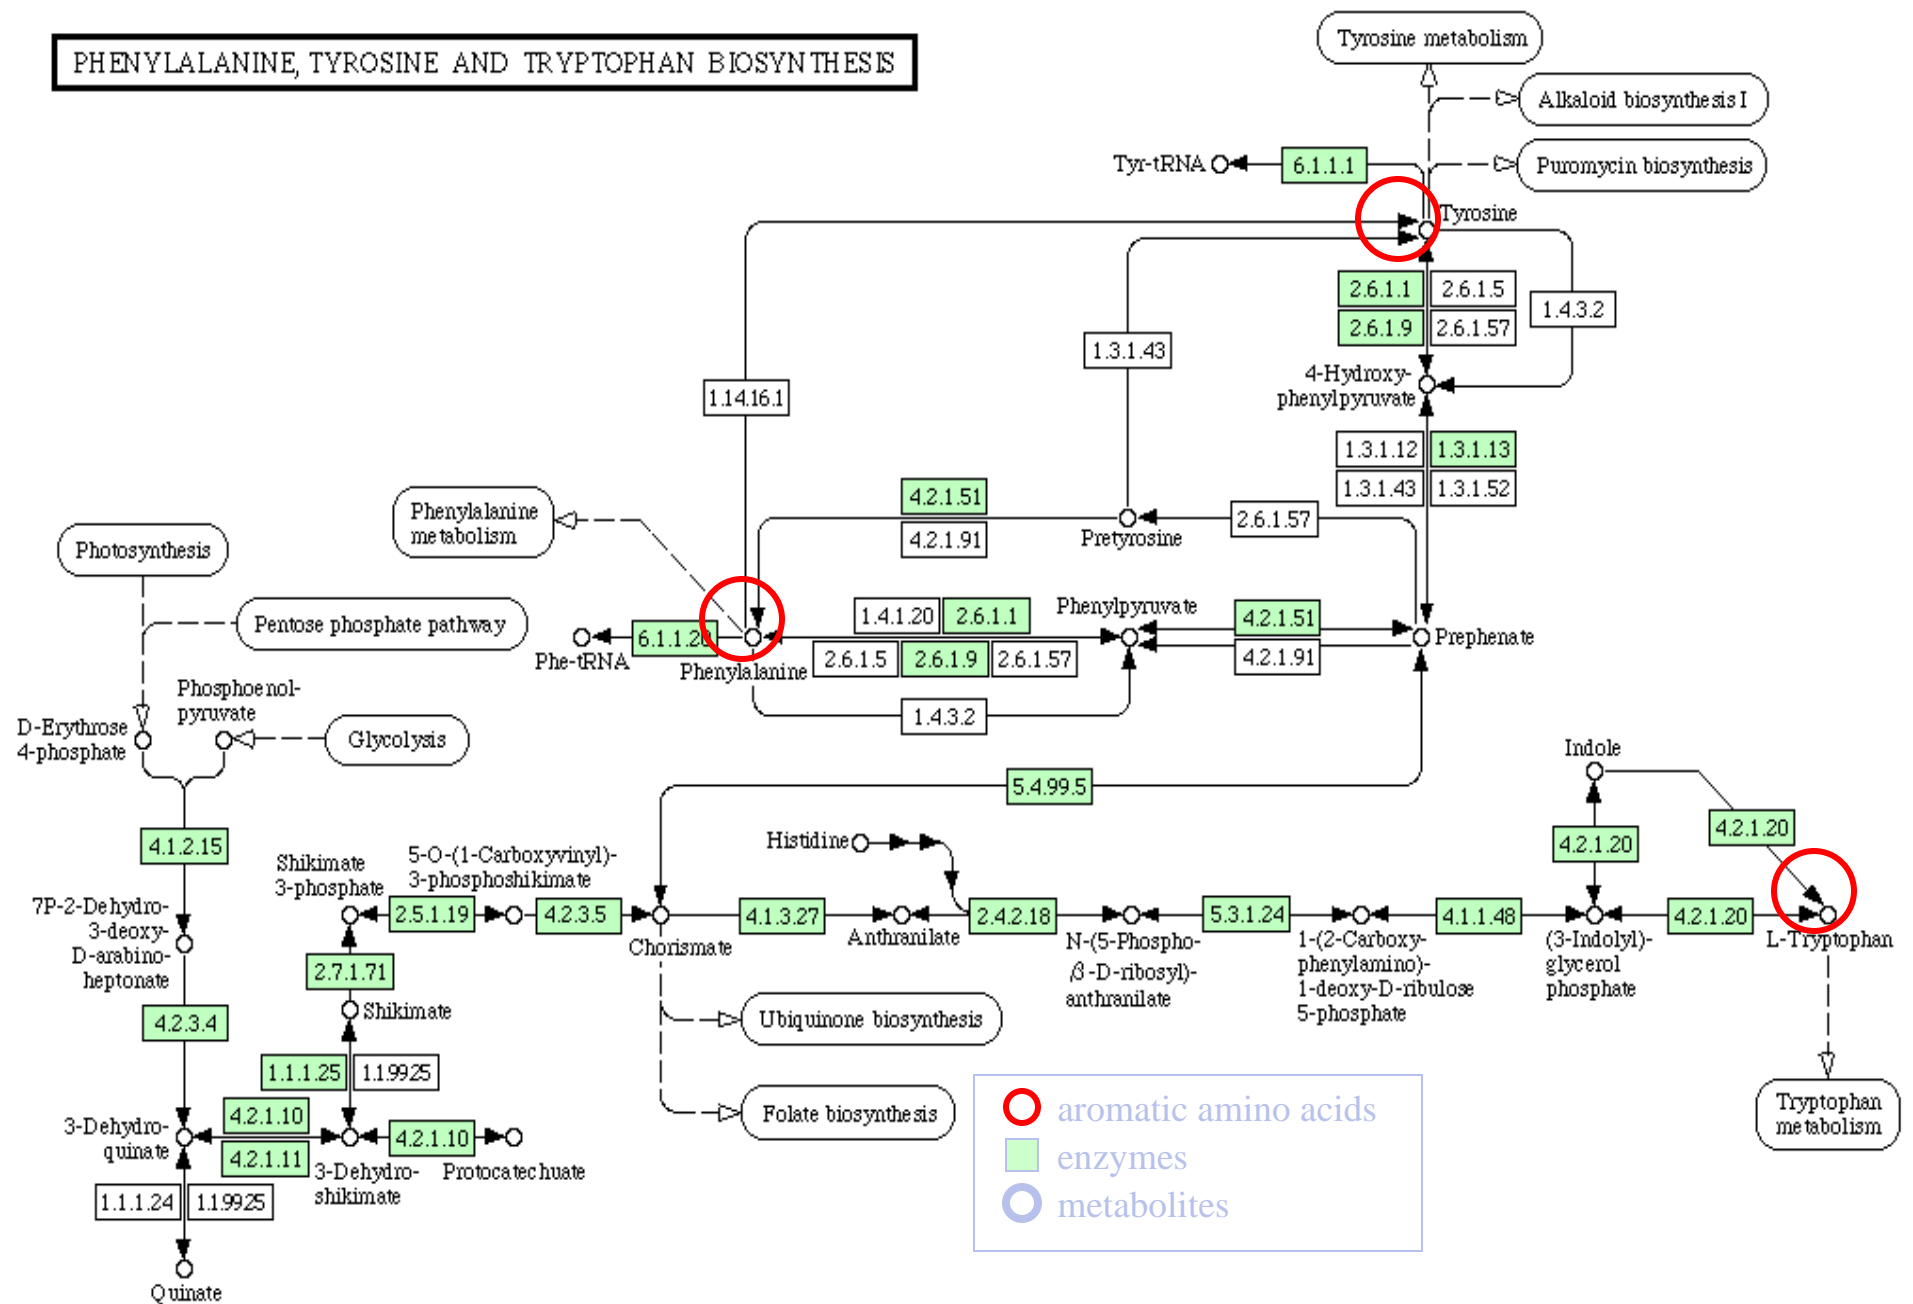 PHENYLALANINE, TYROSINE AND TRYPTOPHAN BIOSYNTHESIS
Tyrosine metabolism
Alkaloid biosynthesis I
Puromycin biosynthesis
Tyr-tRNA
6.1.1.1
Tyrosine
2.6.1.1
2.6.1.5
2.6.1.9
2.6.1.57
1.4.3.2
1.3.1.43
1.14.16.1
4-Hydroxy-
phenylpyruvate
1.3.1.12
1.3.1.13
1.3.1.43
1.3.1.52
Phenylalanine
metabolism
4.2.1.51
4.2.1.91
Pretyrosine
2.6.1.57
Photosynthesis
Pentose phosphate pathway
Phe-tRNA
6.1.1.20
Phenylalanine
1.4.1.20
2.6.1.1
2.6.1.5
2.6.1.9
2.6.1.57
1.4.3.2
Phenylpyruvate
4.2.1.51
4.2.1.91
Prephenate
D-Erythrose
4-phosphate
Phosphoenol-
pyruvate
Glycolysis
5.4.99.5
Indole
4.2.1.20
4.2.1.20
4.1.2.15
7P-2-Dehydro-
3-deoxy-
D-arabino-
heptonate
4.2.3.4
Shikimate
3-phosphate
2.5.1.19
5-O-(1-Carboxyvinyl)-
3-phosphoshikimate
4.2.3.5
Chorismate
Histidine
4.1.3.27
Anthranilate
2.4.2.18
N-(5-Phospho-
β-D-ribosyl)-
anthranilate
5.3.1.24
1-(2-Carboxy-
phenylamino)-
1-deoxy-D-ribulose
5-phosphate
4.1.1.48
(3-Indolyl)-
glycerol
phosphate
4.2.1.20
L-Tryptophan
2.7.1.71
Shikimate
1.1.1.25
1.1.99.25
Ubiquinone biosynthesis
Folate biosynthesis
Tryptophan
metabolism
3-Dehydro-
quinate
4.2.1.10
4.2.1.11
3-Dehydro-
shikimate
4.2.1.10
Protocatechuate
1.1.1.24
1.1.99.25
Quinate
aromatic amino acids
enzymes
metabolites